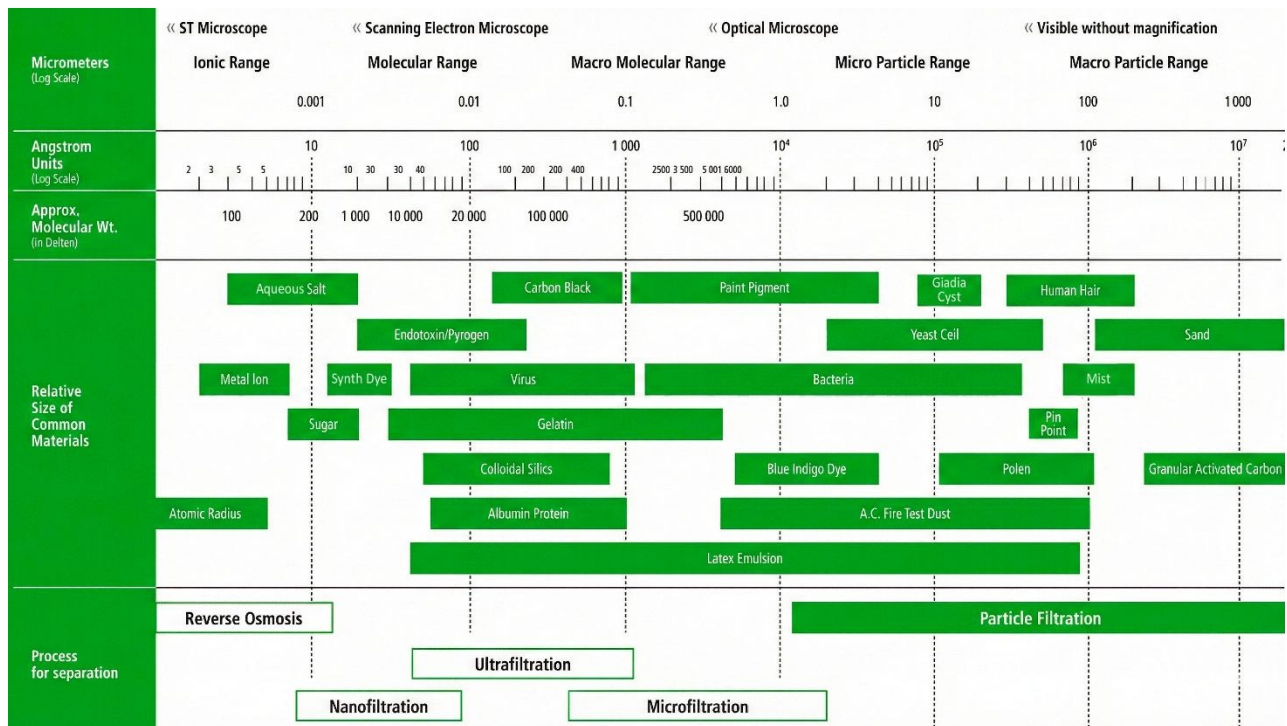 « ST Microscope
« Scanning Electron Microscope
« Optical Microscope
« Visible without magnification
Micrometers
(Log Scale)
Ionic Range
Molecular Range
Macro Molecular Range
Micro Particle Range
Macro Particle Range
0.001
0.01
0.1
1.0
10
100
1 000
Angstrom
Units
(Log Scale)
10
100
1 000
10⁴
10⁵
10⁶
10⁷
2
2
3
5
5
10
30
30
40
100
200
200
400
2500
3 500
5 001
6000
Approx.
Molecular Wt.
(in Delten)
100
200
1 000
10 000
20 000
100 000
500 000
Relative
Size of
Common
Materials
Aqueous Salt
Carbon Black
Paint Pigment
Giadia
Cyst
Human Hair
Endotoxin/Pyrogen
Yeast Ceil
Sand
Metal Ion
Synth Dye
Virus
Bacteria
Mist
Sugar
Gelatin
Pin
Point
Colloidal Silics
Blue Indigo Dye
Polen
Granular Activated Carbon
Atomic Radius
Albumin Protein
A.C. Fire Test Dust
Latex Emulsion
Process
for separation
Reverse Osmosis
Particle Filtration
Ultrafiltration
Nanofiltration
Microfiltration